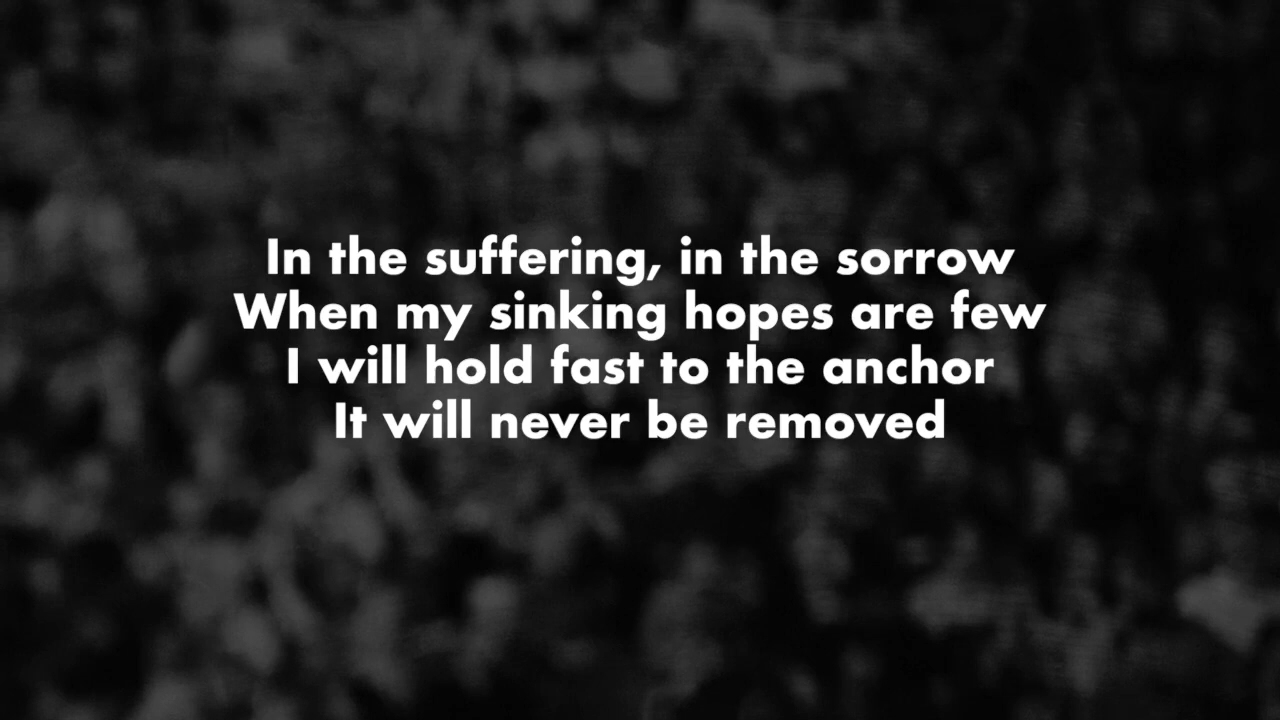 In the suffering, in the sorrow
When my sinking hopes are few
I will hold fast to the anchor
It will never be removed